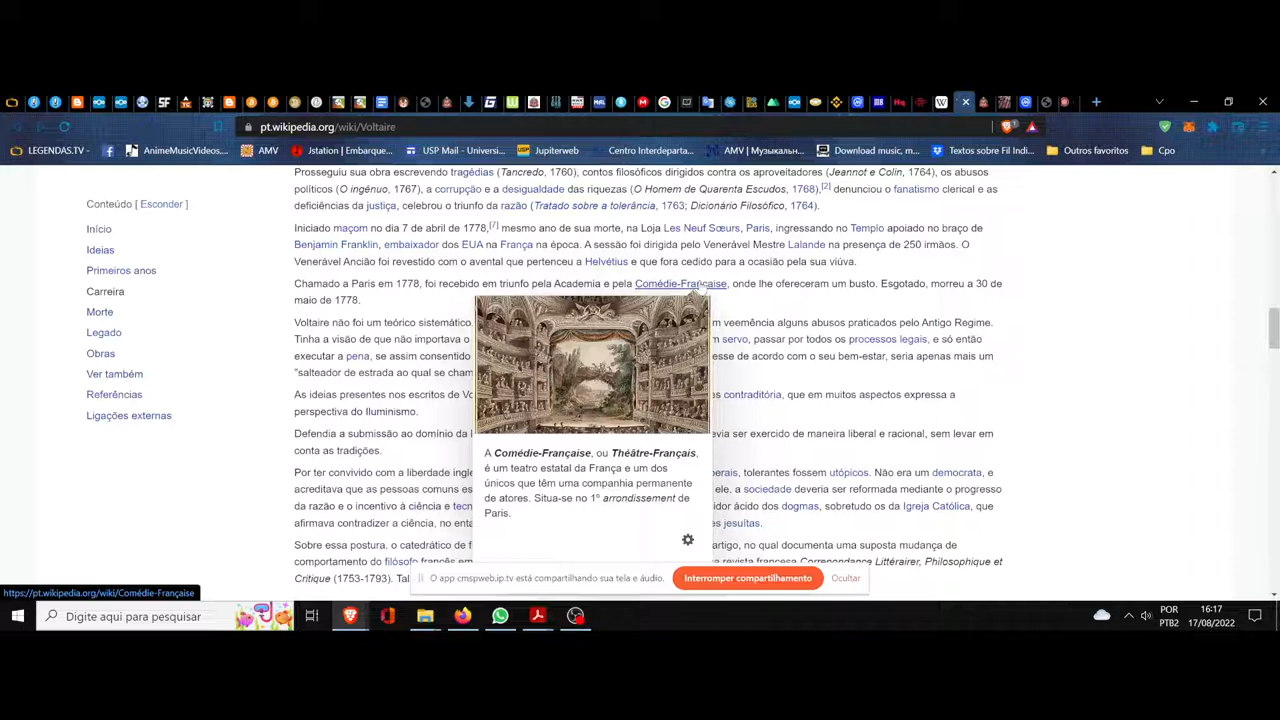 pt.wikipedia.org/wiki/Voltaire
LEGENDAS.TV
AnimeMusicVideos...
AMV
Jstation | Embarque...
USP Mail - Universi...
Jupiterweb
Centro Interdeparta...
AMV | Музыкальн...
Download music, m...
Textos sobre Fil Indi...
Outros favoritos
Cpo
Conteúdo [ Esconder ]
Início
Ideias
Primeiros anos
Carreira
Morte
Legado
Obras
Ver também
Referências
Ligações externas
Prosseguiu sua obra escrevendo tragédias (Tancredo, 1760), contos filosóficos dirigidos contra os aproveitadores (Jeannot e Colin, 1764), os abusos
políticos (O ingênuo, 1767), a corrupção e a desigualdade das riquezas (O Homem de Quarenta Escudos, 1768),[2] denunciou o fanatismo clerical e as
deficiências da justiça, celebrou o triunfo da razão (Tratado sobre a tolerância, 1763; Dicionário Filosófico, 1764).
Iniciado maçom no dia 7 de abril de 1778,[7] mesmo ano de sua morte, na Loja Les Neuf Sœurs, Paris, ingressando no Templo apoiado no braço de
Benjamin Franklin, embaixador dos EUA na França na época. A sessão foi dirigida pelo Venerável Mestre Lalande na presença de 250 irmãos. O
Venerável Ancião foi revestido com o avental que pertenceu a Helvétius e que fora cedido para a ocasião pela sua viuva.
Chamado a Paris em 1778, foi recebido em triunfo pela Academia e pela Comédie-Française, onde lhe ofereceram um busto. Esgotado, morreu a 30 de
maio de 1778.
Voltaire não foi um teórico sistemático. m veemência alguns abusos praticados pelo Antigo Regime.
Tinha a visão de que não importava o m servo, passar por todos os processos legais, e só então
executar a pena, se assim consentido esse de acordo com o seu bem-estar, seria apenas mais um
"salteador de estrada ao qual se cham
As ideias presentes nos escritos de Vo es contraditória, que em muitos aspectos expressa a
perspectiva do Iluminismo.
Defendia a submissão ao domínio da evia ser exercido de maneira liberal e racional, sem levar em
conta as tradições.
Por ter convivido com a liberdade ingle erais, tolerantes fossem utópicos. Não era um democrata, e
acreditava que as pessoas comuns es ele, a sociedade deveria ser reformada mediante o progresso
da razão e o incentivo à ciência e tecn idor ácido dos dogmas, sobretudo os da Igreja Católica, que
afirmava contradizer a ciência, no enta es jesuítas.
Sobre essa postura, o catedrático de f artigo, no qual documenta uma suposta mudança de
comportamento do filósofo francês em revista francesa Correspondance Littérairer, Philosophique et
Critique (1753-1793). Tal
A Comédie-Française, ou Théâtre-Français,
é um teatro estatal da França e um dos
únicos que têm uma companhia permanente
de atores. Situa-se no 1º arrondissement de
Paris.
O app cmspweb.ip.tv está compartilhando sua tela e áudio.
Interromper compartilhamento
Ocultar
https://pt.wikipedia.org/wiki/Comédie-Française
Digite aqui para pesquisar
POR
PTB2
16:17
17/08/2022